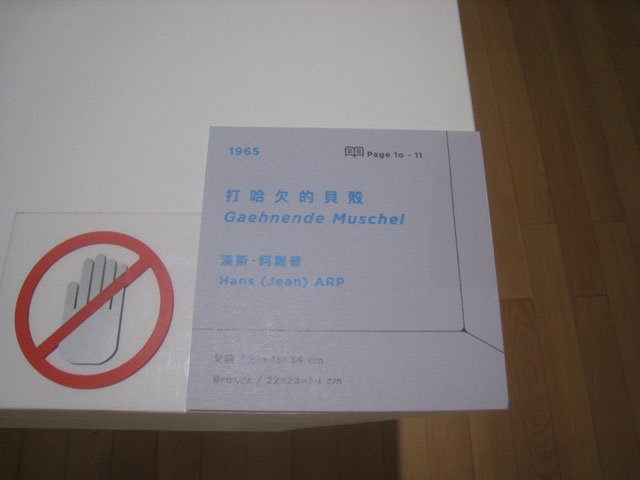 1965
Page 10 - 11
打哈欠的貝殼
Gaehnende Muschel
漢斯·阿爾普
Hans (Jean) ARP
cm
Bronze / cm